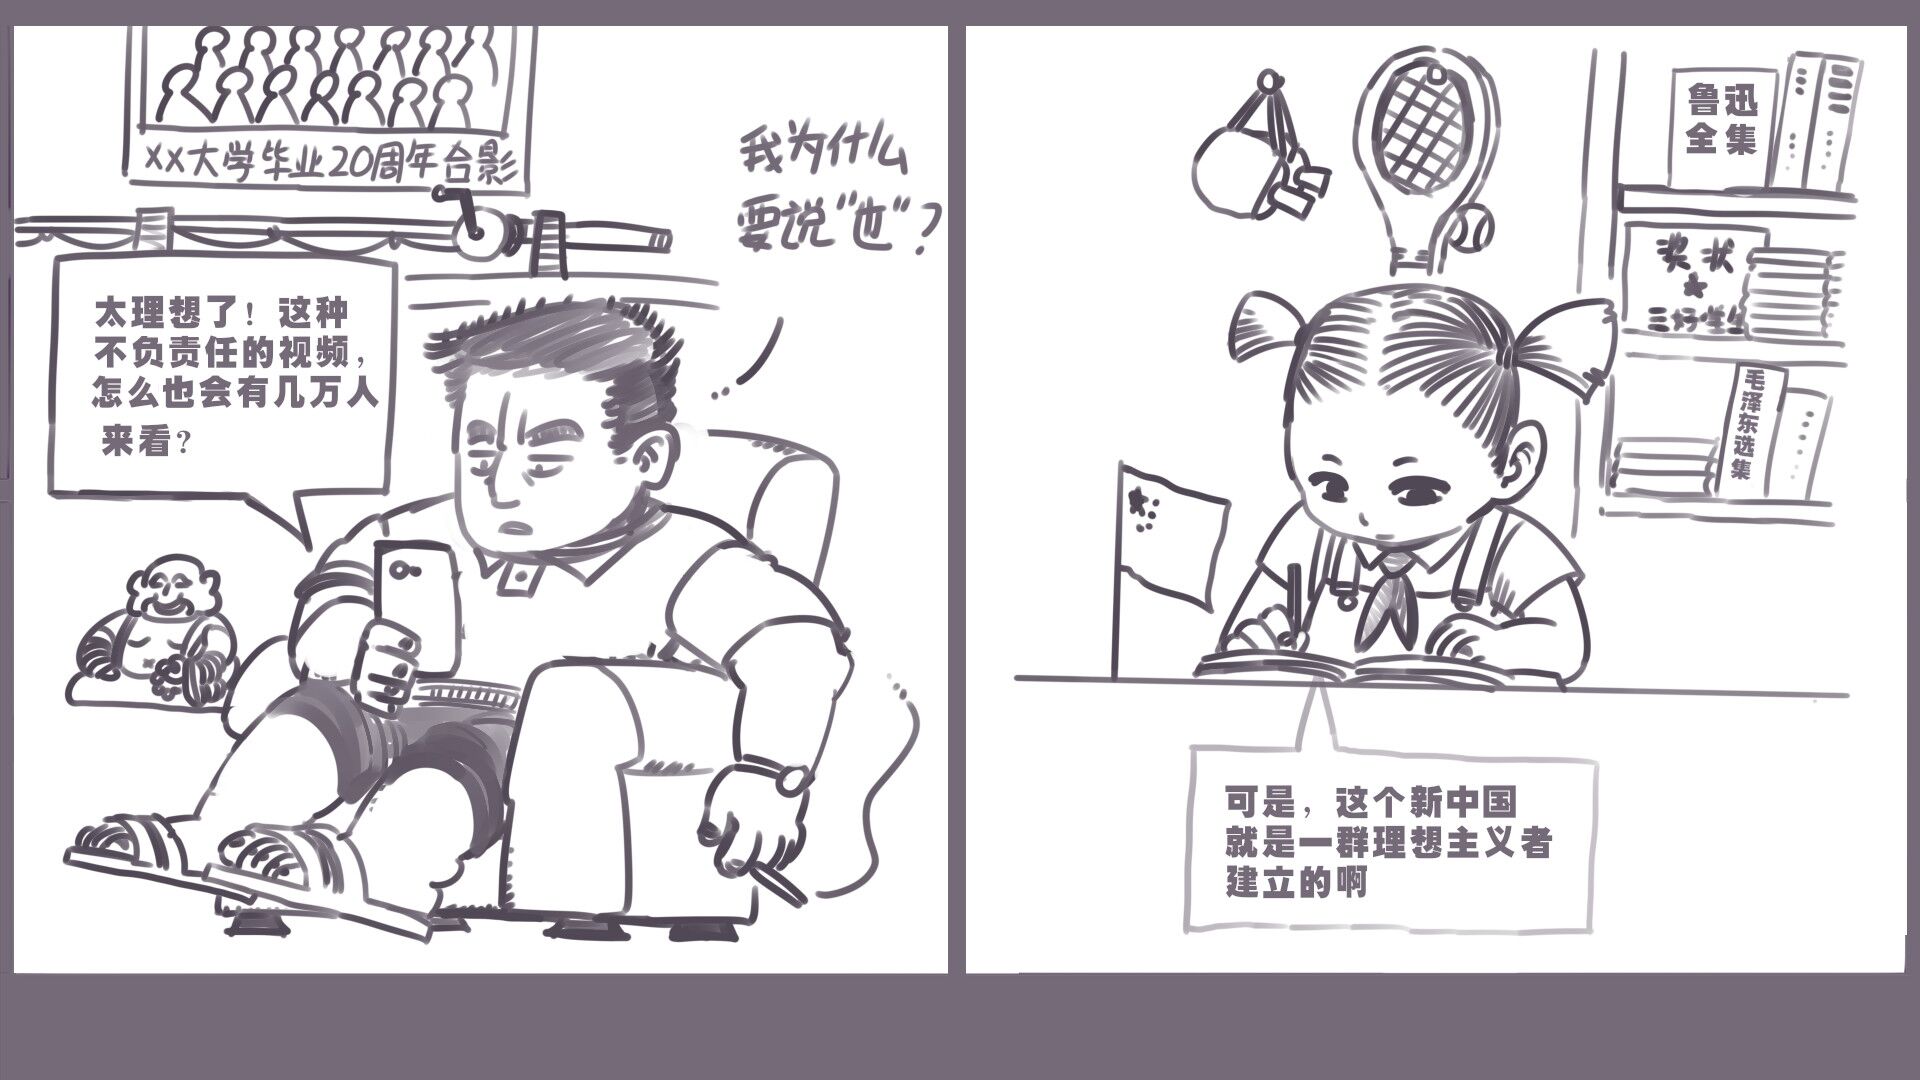 xx大学毕业20周年合影
我为什么
要说“也”?
太理想了！这种
不负责任的视频，
怎么也会有几万人
来看?
鲁迅
全集
奖状
三好学生
毛泽东选集
可是，这个新中国
就是一群理想主义者
建立的啊